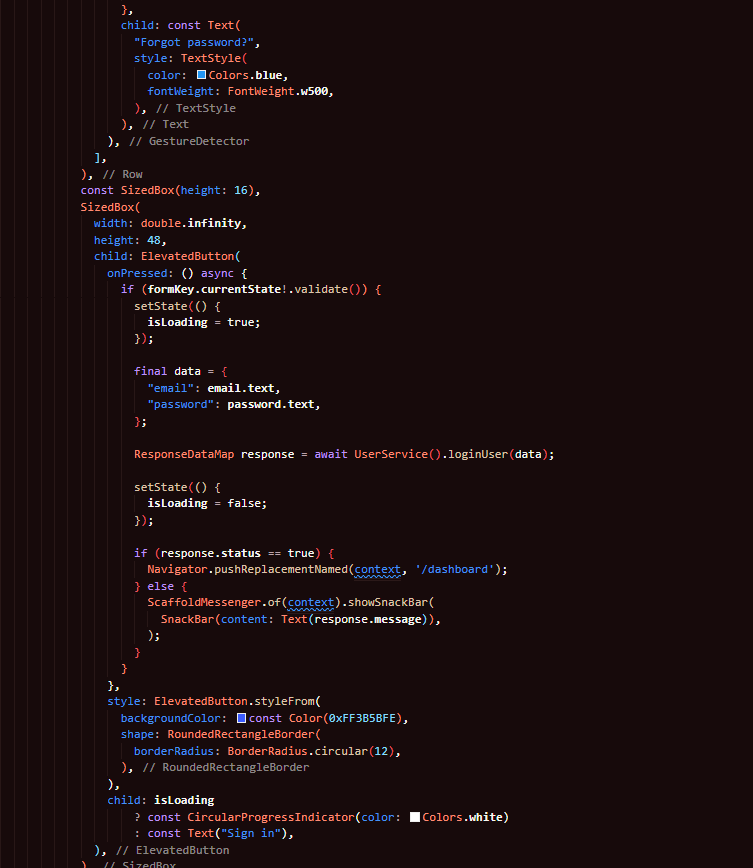 },
child: const Text(
"Forgot password?",
style: TextStyle(
color: Colors.blue,
fontWeight: FontWeight.w500,
), // TextStyle
), // Text
), // GestureDetector
],
), // Row
const SizedBox(height: 16),
SizedBox(
width: double.infinity,
height: 48,
child: ElevatedButton(
onPressed: () async {
if (formKey.currentState!.validate()) {
setState(() {
isLoading = true;
});
final data = {
"email": email.text,
"password": password.text,
};
ResponseDataMap response = await UserService().loginUser(data);
setState(() {
isLoading = false;
});
if (response.status == true) {
Navigator.pushReplacementNamed(context, '/dashboard');
} else {
ScaffoldMessenger.of(context).showSnackBar(
SnackBar(content: Text(response.message)),
);
}
}
},
style: ElevatedButton.styleFrom(
backgroundColor: const Color(0xFF3B5BFE),
shape: RoundedRectangleBorder(
borderRadius: BorderRadius.circular(12),
), // RoundedRectangleBorder
),
child: isLoading
? const CircularProgressIndicator(color: Colors.white)
: const Text("Sign in"),
), // ElevatedButton
), // SizedBox